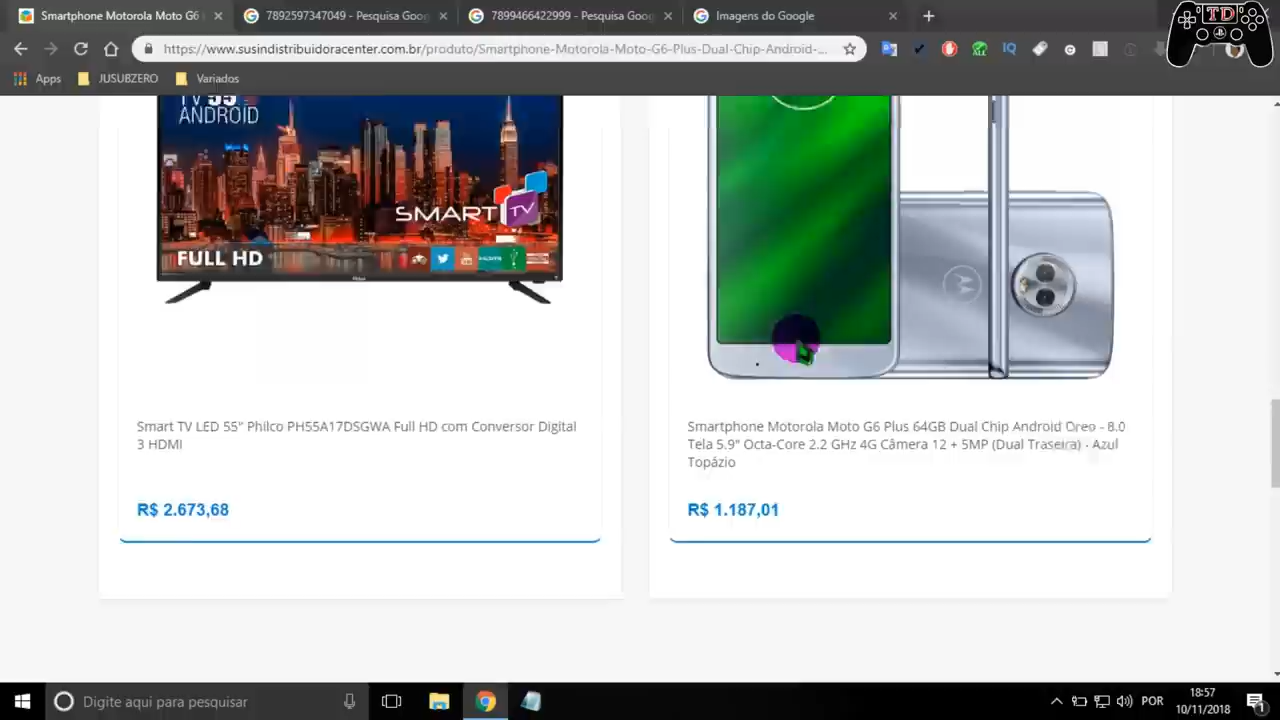 Smartphone Motorola Moto G6
7892597347049 - Pesquisa Goo
7899466422999 - Pesquisa Goo
Imagens do Google
TD
https://www.susindistribuidoracenter.com.br/produto/Smartphone-Motorola-Moto-G6-Plus-Dual-Chip-Android-...
IQ
Apps
JUSUBZERO
Variados
TV 55"
ANDROID
SMART TV
FULL HD
Smart TV LED 55" Philco PH55A17DSGWA Full HD com Conversor Digital
3 HDMI
R$ 2.673,68
Smartphone Motorola Moto G6 Plus 64GB Dual Chip Android Oreo - 8.0
Tela 5.9" Octa-Core 2.2 GHz 4G Câmera 12 + 5MP (Dual Traseira) - Azul
Topázio
R$ 1.187,01
Digite aqui para pesquisar
POR
18:57
10/11/2018
1